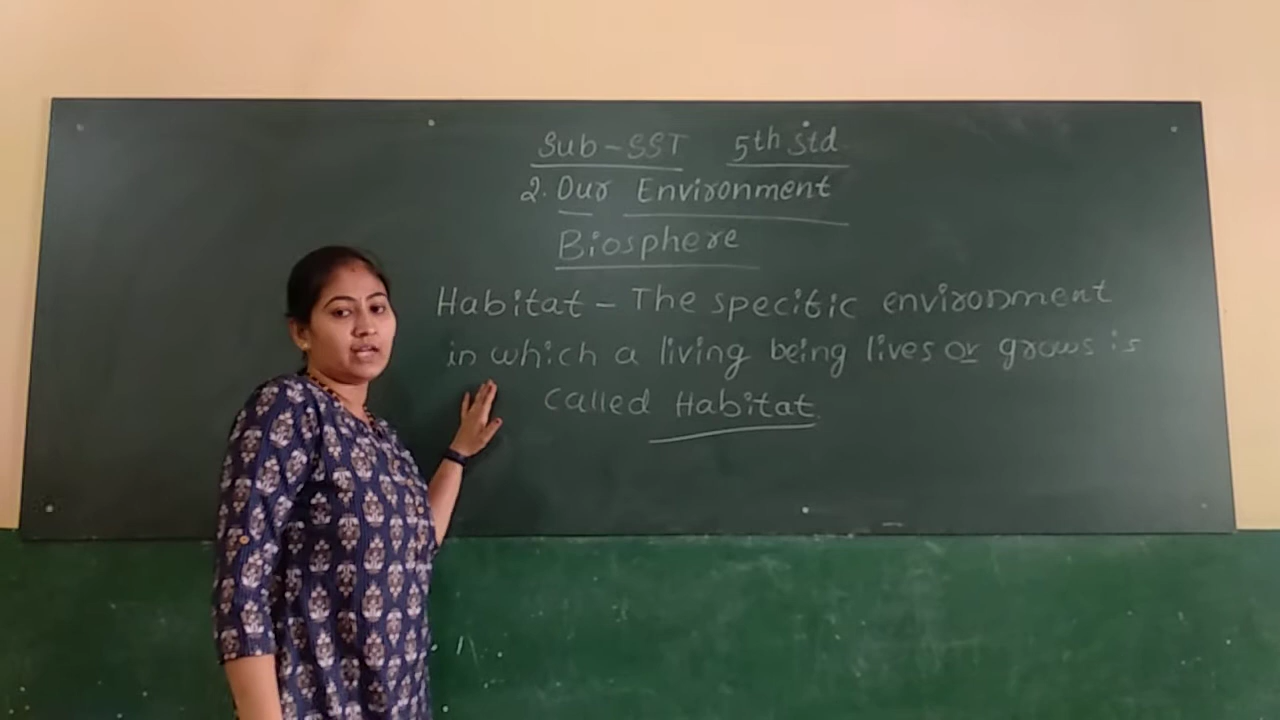 Sub-SST 5th Std
2. Our Environment
Biosphere
Habitat - The specific environment
in which a living being lives or grows is
called Habitat.